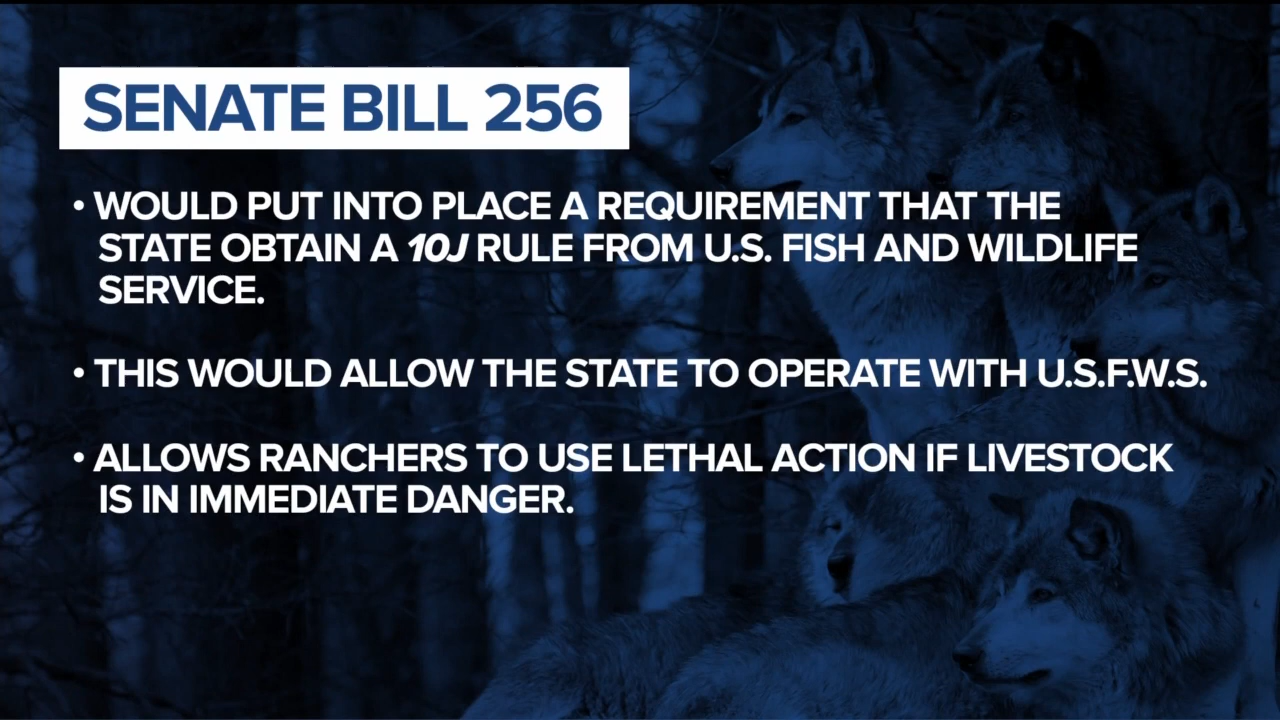 SENATE BILL 256
• WOULD PUT INTO PLACE A REQUIREMENT THAT THE
STATE OBTAIN A 10J RULE FROM U.S. FISH AND WILDLIFE
SERVICE.
• THIS WOULD ALLOW THE STATE TO OPERATE WITH U.S.F.W.S.
• ALLOWS RANCHERS TO USE LETHAL ACTION IF LIVESTOCK
IS IN IMMEDIATE DANGER.